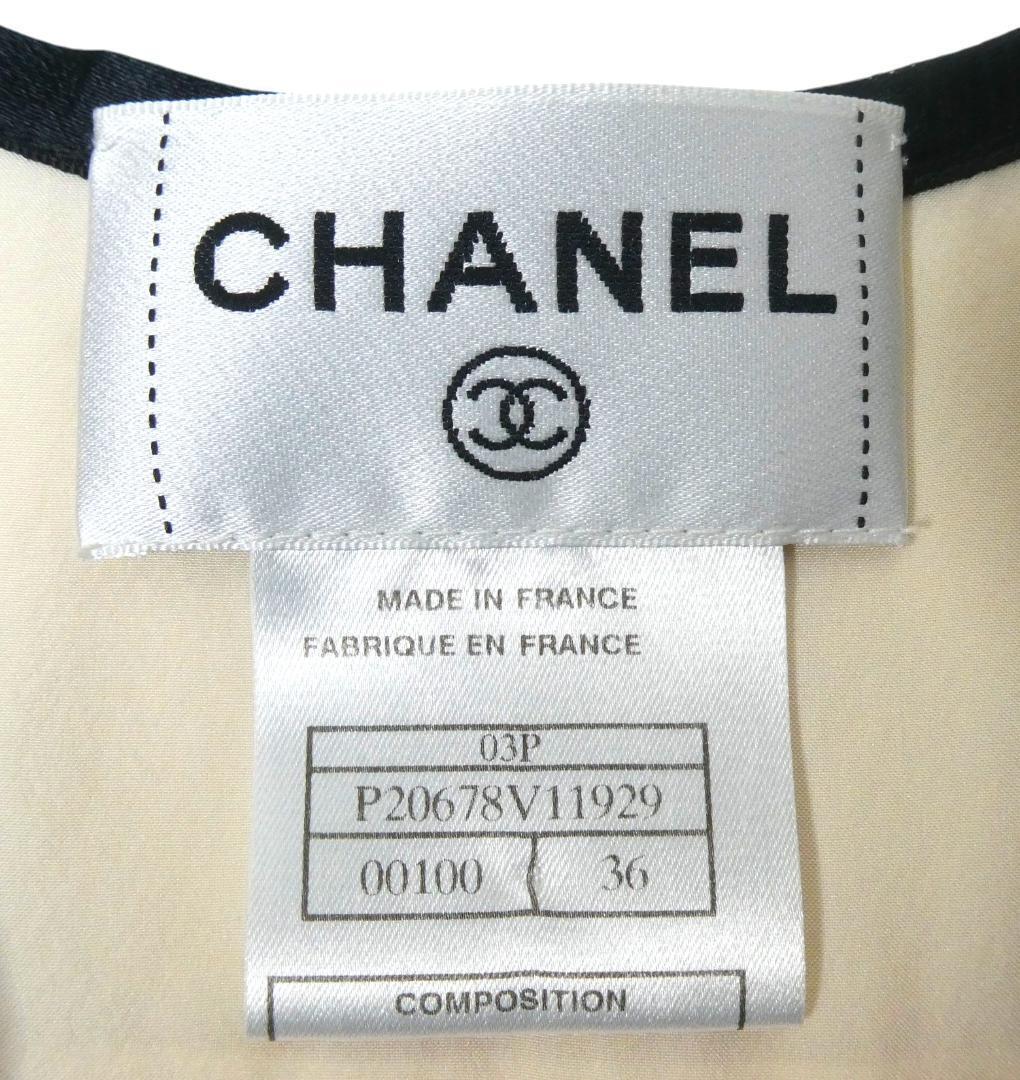 CHANEL
MADE IN FRANCE
FABRIQUE EN FRANCE
03P
P20678V11929
00100 36
COMPOSITION